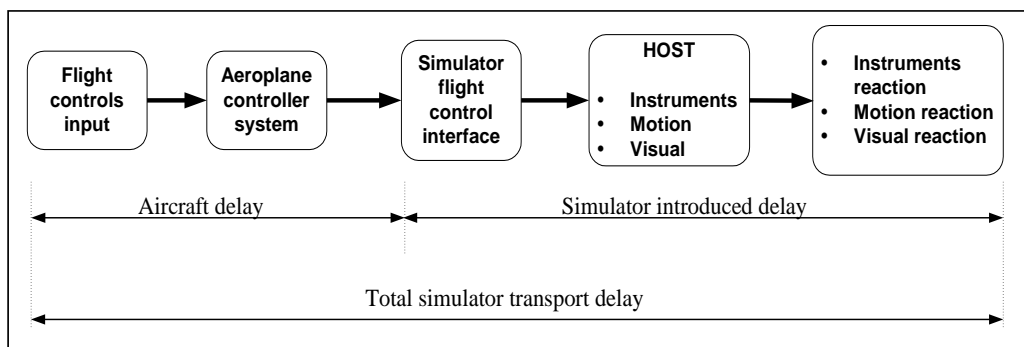 Flight
controls
input
Aeroplane
controller
system
Simulator
flight
control
interface
HOST
• Instruments
• Motion
• Visual
• Instruments
reaction
• Motion reaction
• Visual reaction
Aircraft delay
Simulator introduced delay
Total simulator transport delay